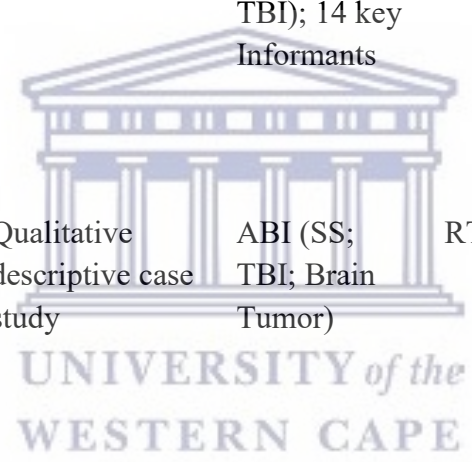 TBI); 14 key
Informants
Qualitative
descriptive case
study
ABI (SS;
TBI; Brain
Tumor)
UNIVERSITY of the
WESTERN CAPE